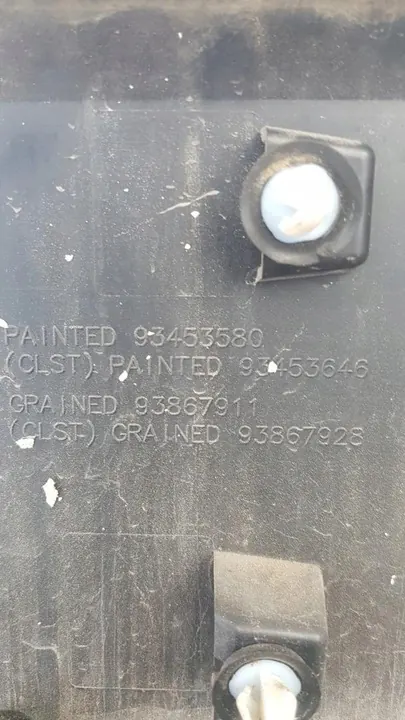 PAINTED 93453580
(CLST) PAINTED 93453646
GRAINED 93867911
(CLST) GRAINED 93867928